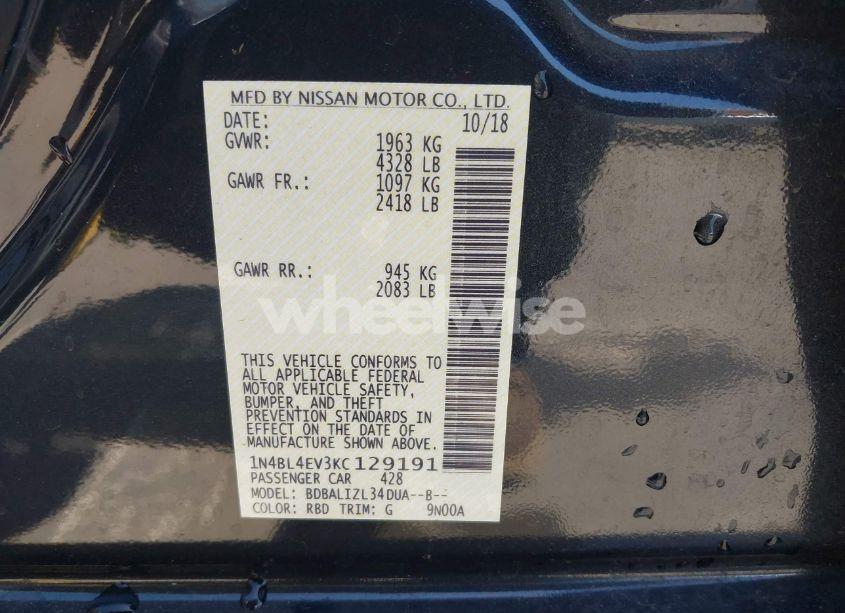 MFD BY NISSAN MOTOR CO., LTD.
DATE: 10/18
GVWR: 1963 KG
4328 LB
GAWR FR.: 1097 KG
2418 LB
GAWR RR.: 945 KG
2083 LB
wheelwise
THIS VEHICLE CONFORMS TO
ALL APPLICABLE FEDERAL
MOTOR VEHICLE SAFETY,
BUMPER, AND THEFT
PREVENTION STANDARDS IN
EFFECT ON THE DATE OF
MANUFACTURE SHOWN ABOVE.
1N4BL4EV3KC129191
PASSENGER CAR 428
MODEL: BDBALIZL34DUA--B--
COLOR: RBD TRIM: G 9N00A